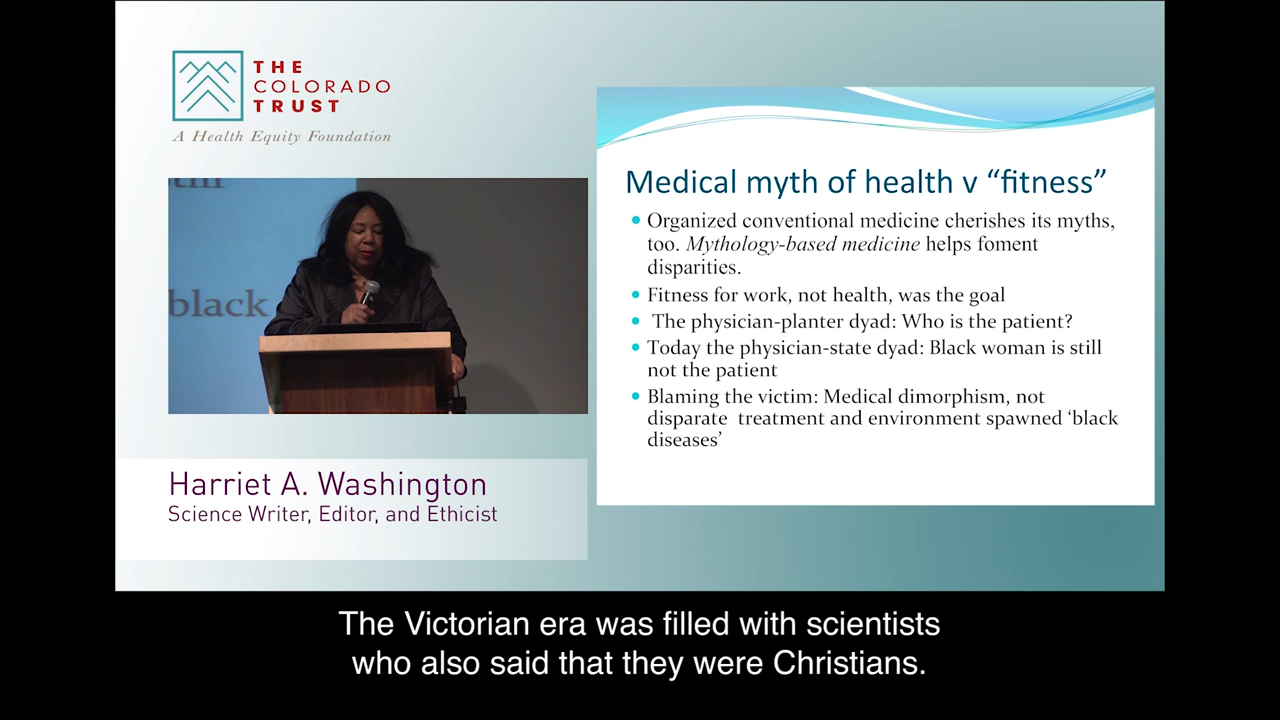 THE
COLORADO
TRUST
A Health Equity Foundation
black
Harriet A. Washington
Science Writer, Editor, and Ethicist
Medical myth of health v “fitness”
Organized conventional medicine cherishes its myths,
too. Mythology-based medicine helps foment
disparities.
Fitness for work, not health, was the goal
The physician-planter dyad: Who is the patient?
Today the physician-state dyad: Black woman is still
not the patient
Blaming the victim: Medical dimorphism, not
disparate treatment and environment spawned ‘black
diseases’
The Victorian era was filled with scientists
who also said that they were Christians.